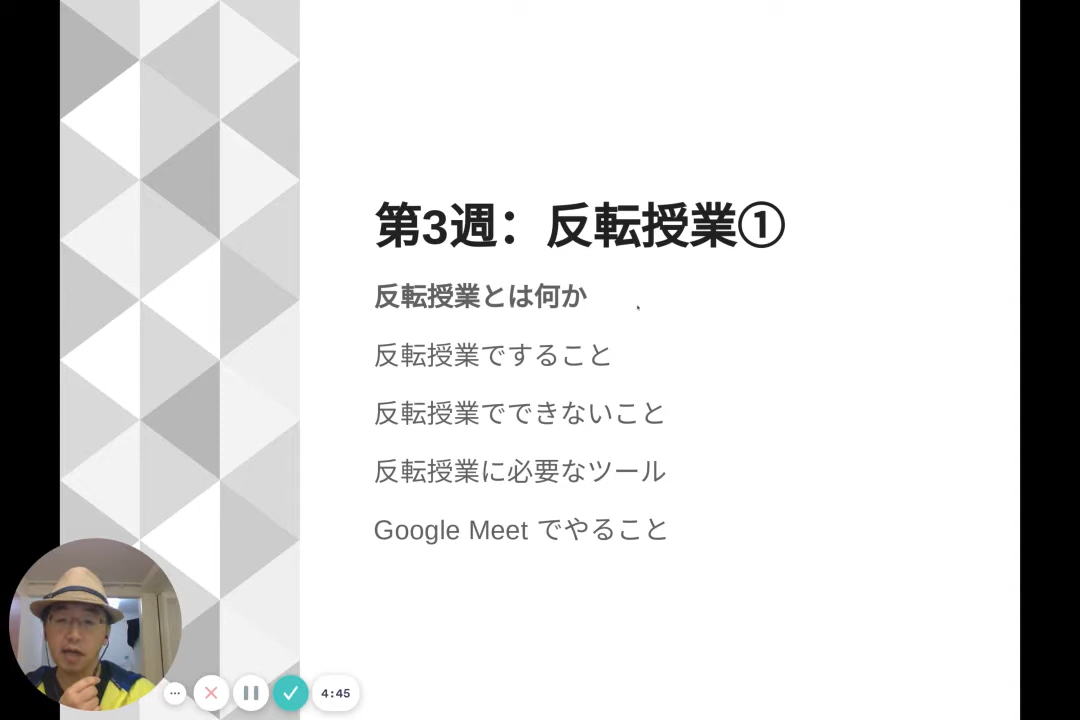 第3週：反転授業①
反転授業とは何か
反転授業ですること
反転授業でできないこと
反転授業に必要なツール
Google Meet でやること
4:45